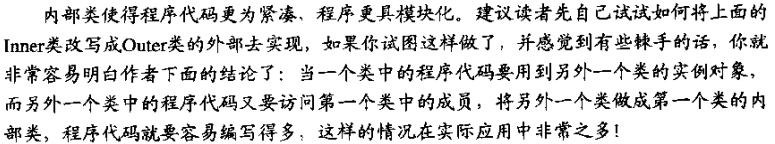 内部类使得程序代码更为紧凑，程序更具模块化。建议读者先自己试试如何将上面的
Inner类改写成Outer类的外部去实现，如果你试图这样做了，并感觉到有些棘手的话，你就
非常容易明白作者下面的结论了：当一个类中的程序代码要用到另外一个类的实例对象，
而另外一个类中的程序代码又要访问第一个类中的成员，将另外一个类做成第一个类的内
部类，程序代码就要容易编写得多，这样的情况在实际应用中非常之多！